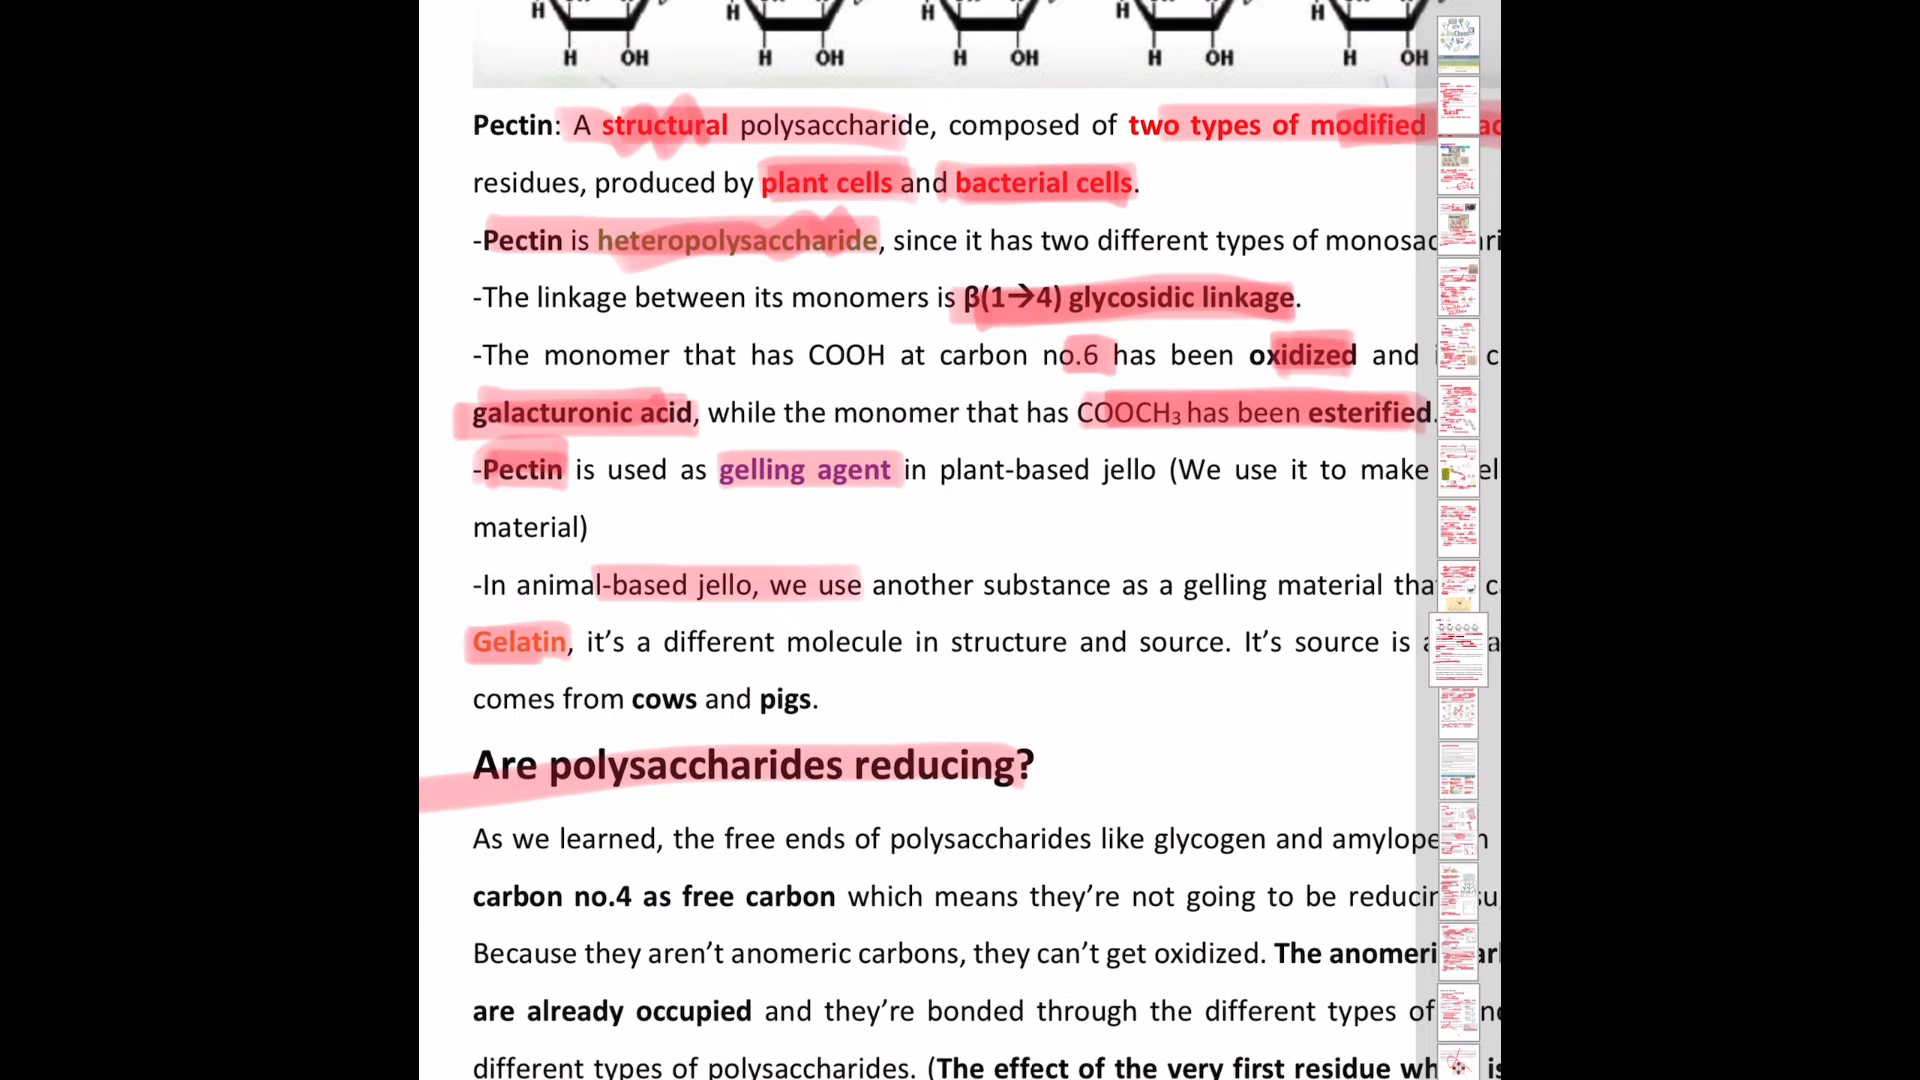 H H H H H
H OH H OH H OH H OH H OH
Pectin: A structural polysaccharide, composed of two types of modified
residues, produced by plant cells and bacterial cells.
-Pectin is heteropolysaccharide, since it has two different types of
-The linkage between its monomers is β(1→4) glycosidic linkage.
-The monomer that has COOH at carbon no.6 has been oxidized and
galacturonic acid, while the monomer that has COOCH₃ has been esterified.
-Pectin is used as gelling agent in plant-based jello (We use it to make
material)
-In animal-based jello, we use another substance as a gelling material
Gelatin, it’s a different molecule in structure and source. It’s source is
comes from cows and pigs.
Are polysaccharides reducing?
As we learned, the free ends of polysaccharides like glycogen and
carbon no.4 as free carbon which means they’re not going to be
Because they aren’t anomeric carbons, they can’t get oxidized. The
are already occupied and they’re bonded through the different types of
different types of polysaccharides. (The effect of the very first residue